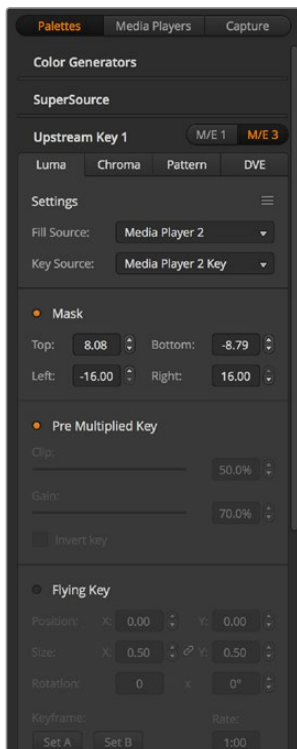 Palettes Media Players Capture
Color Generators
SuperSource
Upstream Key 1 M/E 1 M/E 3
Luma Chroma Pattern DVE
Settings
Fill Source: Media Player 2
Key Source: Media Player 2 Key
Mask
Top: 8.08 Bottom: -8.79
Left: -16.00 Right: 16.00
Pre Multiplied Key
Clip:
50.0%
Gain:
70.0%
Invert key
Flying Key
Position: X: 0.00 Y: 0.00
Size: X: 0.50 Y: 0.50
Rotation: 0 x 0°
Keyframe: Rate:
Set A Set B 1:00